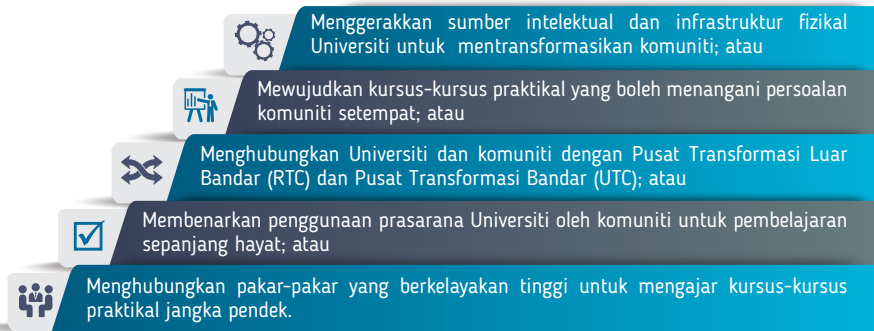 Menggerakkan sumber intelektual dan infrastruktur fizikal
Universiti untuk mentransformasikan komuniti; atau
Mewujudkan kursus-kursus praktikal yang boleh menangani persoalan
komuniti setempat; atau
Menghubungkan Universiti dan komuniti dengan Pusat Transformasi Luar
Bandar (RTC) dan Pusat Transformasi Bandar (UTC); atau
Membenarkan penggunaan prasarana Universiti oleh komuniti untuk pembelajaran
sepanjang hayat; atau
Menghubungkan pakar-pakar yang berkelayakan tinggi untuk mengajar kursus-kursus
praktikal jangka pendek.